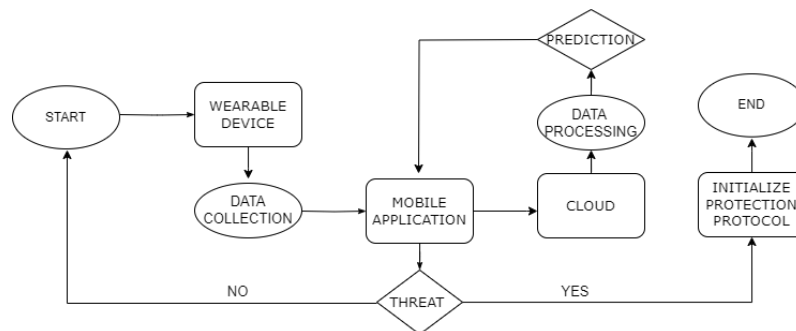 PREDICTION
START
WEARABLE
DEVICE
DATA
PROCESSING
END
DATA
COLLECTION
MOBILE
APPLICATION
CLOUD
INITIALIZE
PROTECTION
PROTOCOL
NO
THREAT
YES